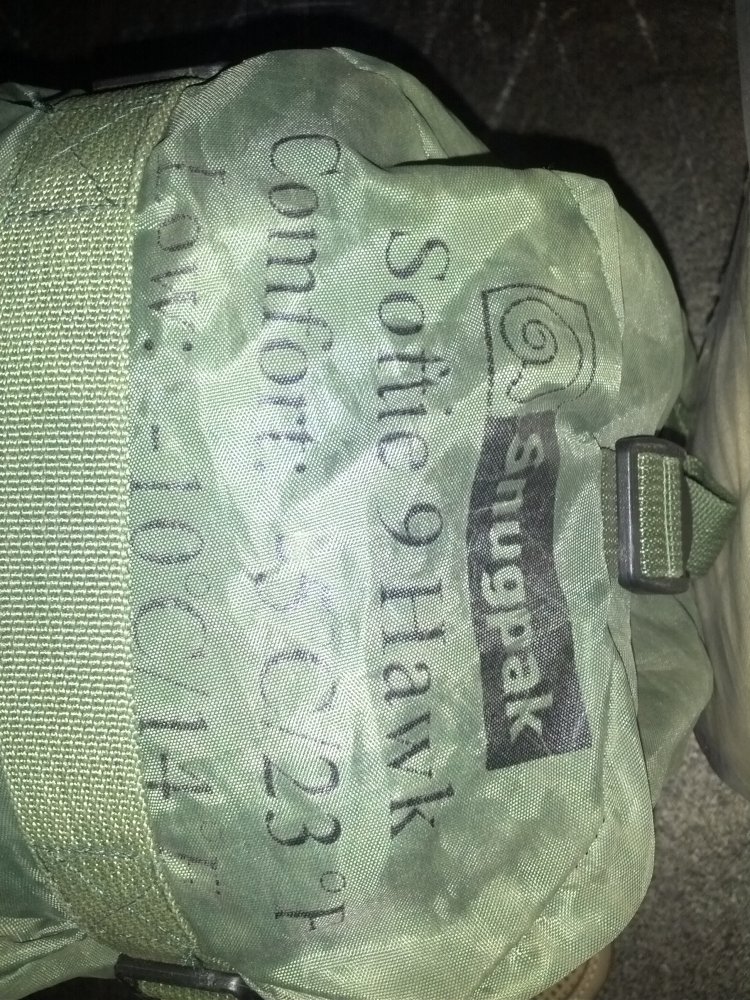 Snugpak
Softie 9 Hawk
Comfort: -5°C/23°F
Low: -10°C/14°F